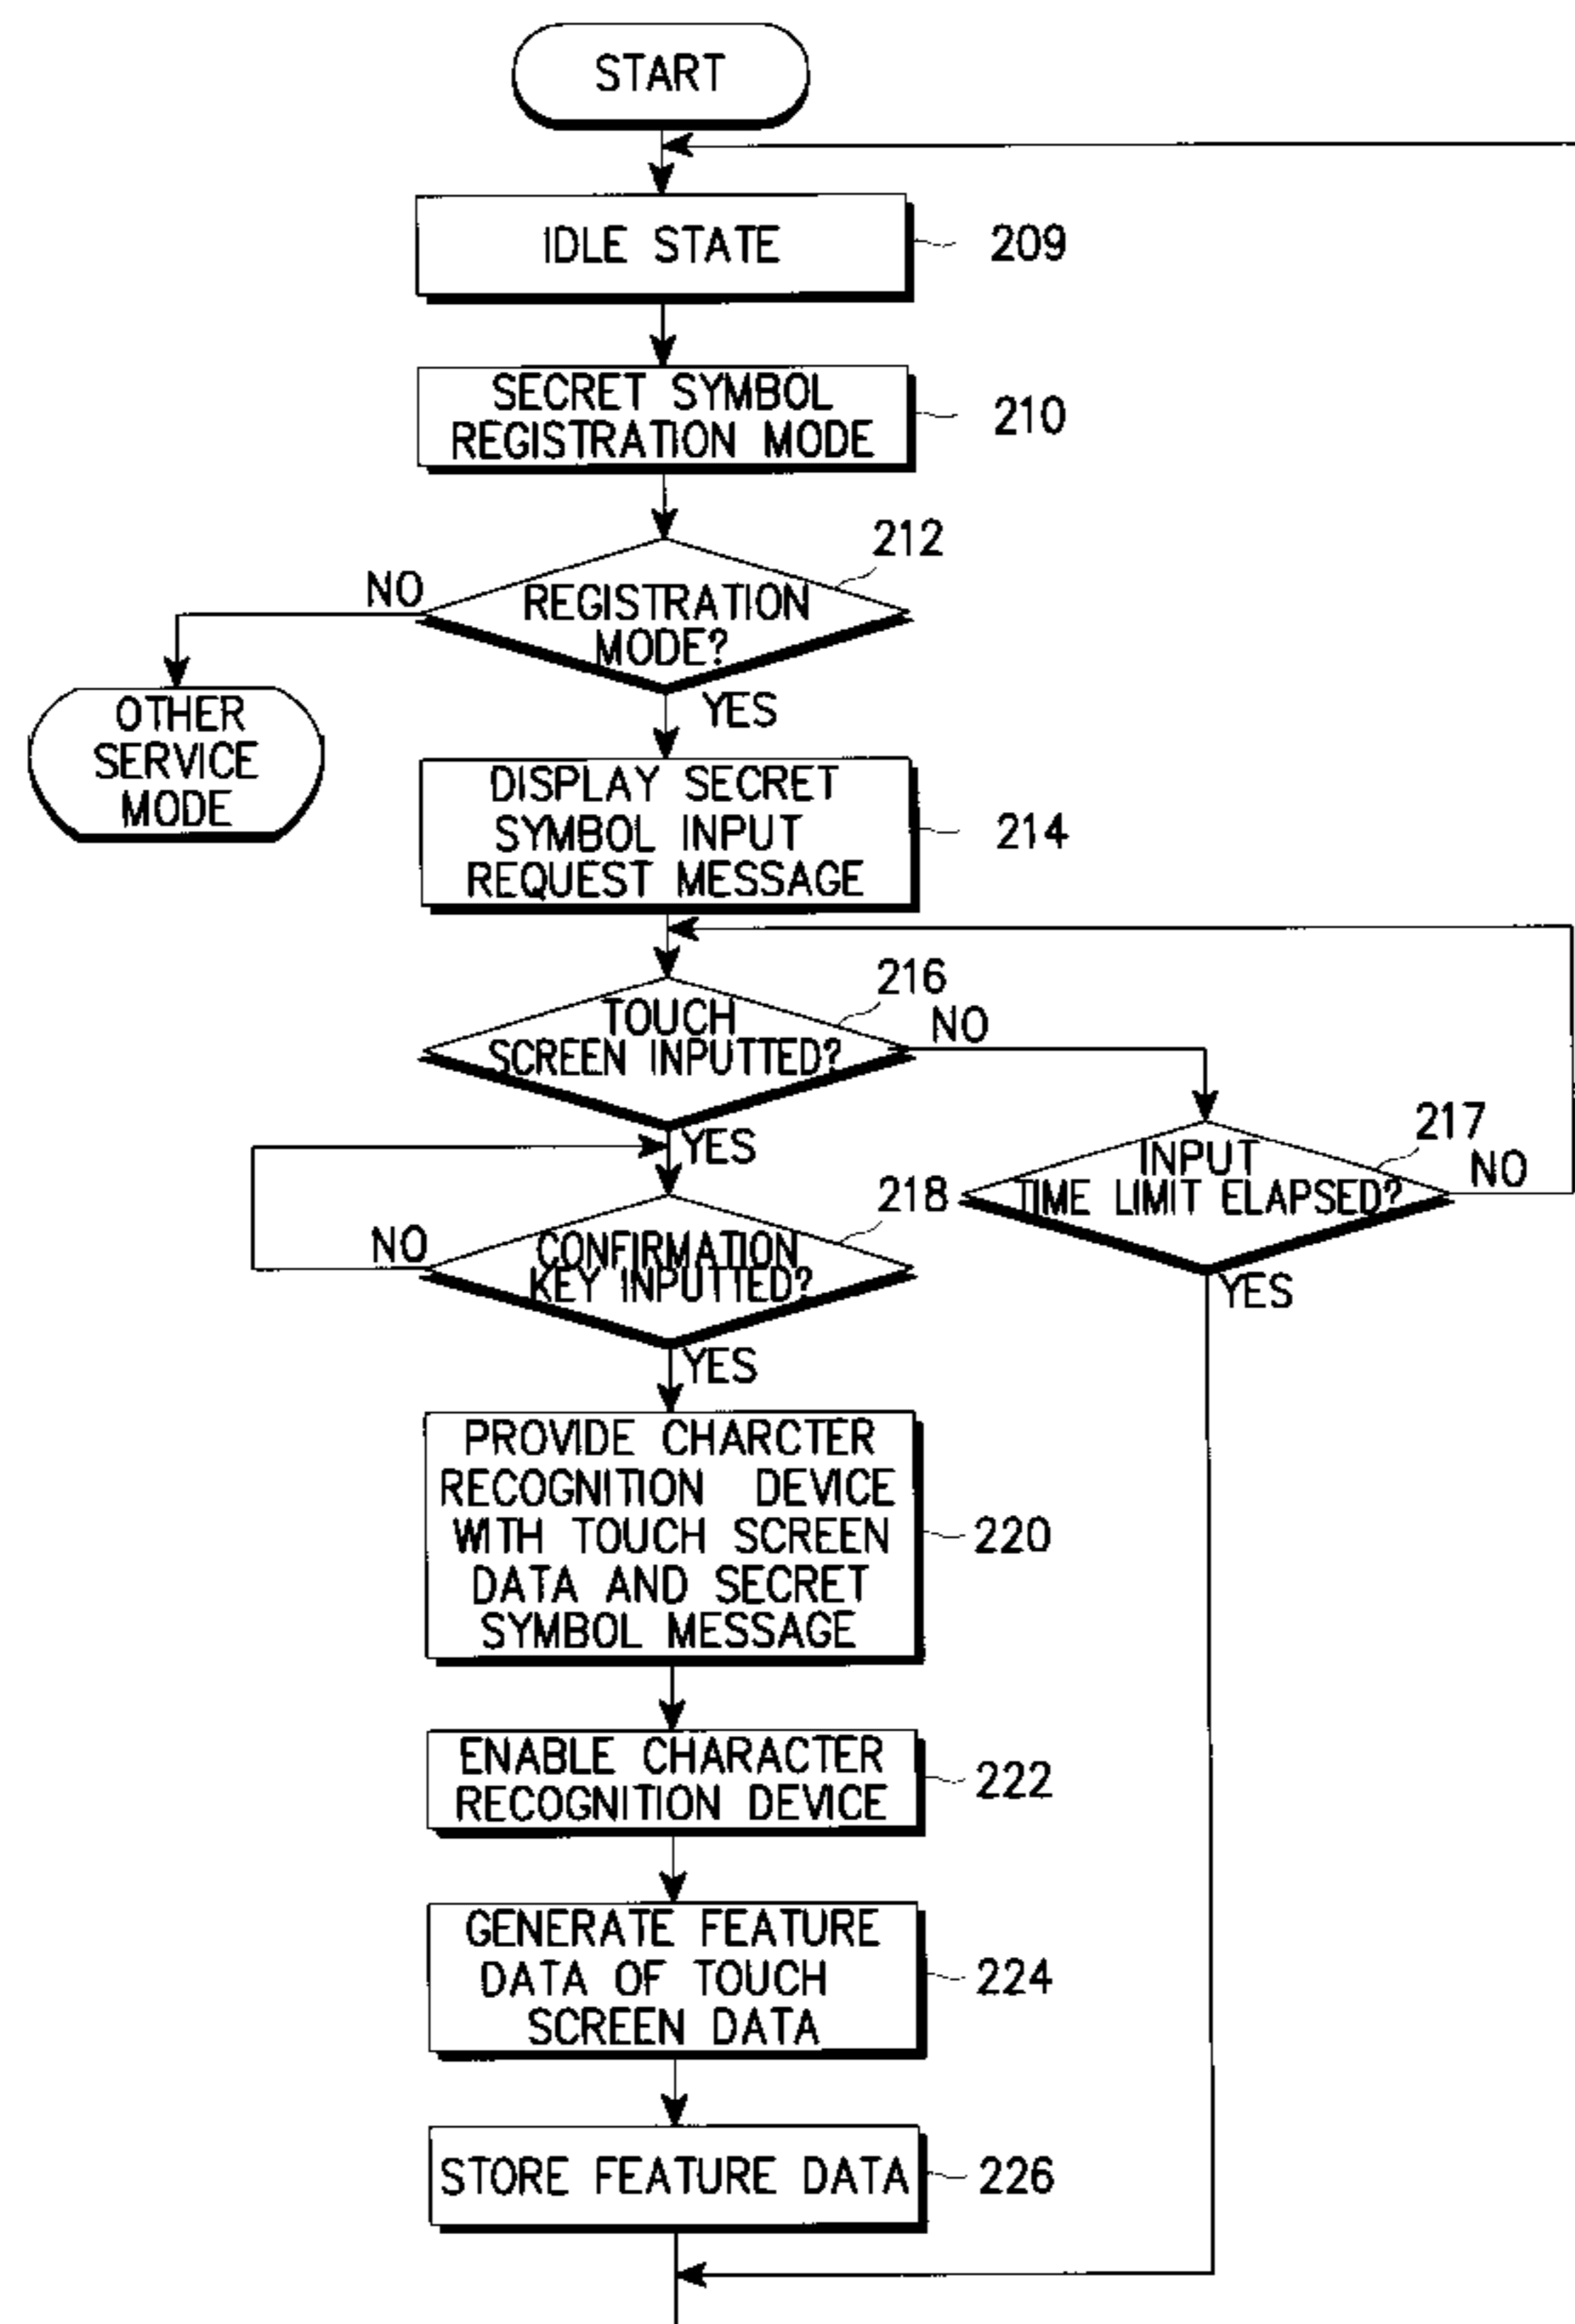 START
IDLE STATE
209
SECRET SYMBOL
REGISTRATION MODE
210
212
REGISTRATION
MODE?
NO
YES
OTHER
SERVICE
MODE
DISPLAY SECRET
SYMBOL INPUT
REQUEST MESSAGE
214
216
TOUCH
SCREEN INPUTTED?
NO
YES
217
INPUT
TIME LIMIT ELAPSED?
NO
YES
218
CONFIRMATION
KEY INPUTTED?
NO
YES
PROVIDE CHARCTER
RECOGNITION DEVICE
WITH TOUCH SCREEN
DATA AND SECRET
SYMBOL MESSAGE
220
ENABLE CHARACTER
RECOGNITION DEVICE
222
GENERATE FEATURE
DATA OF TOUCH
SCREEN DATA
224
STORE FEATURE DATA
226